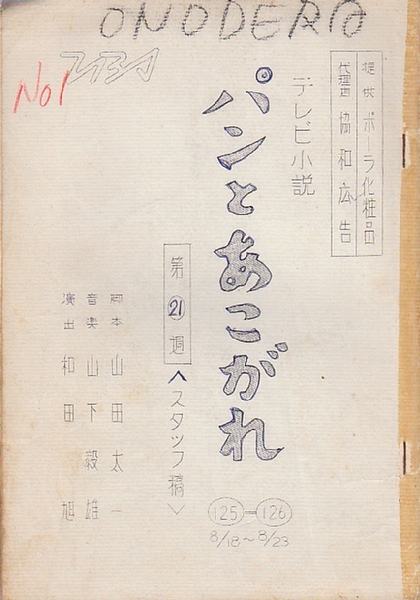 ONODERA
No1
TBS
提供 ポーラ化粧品
代理店 協和広告
テレビ小説
パンとあこがれ
第㉑週
〈スタッフ稿〉
125-126
8/18~8/23
脚本 山田太一
音楽 山下毅雄
演出 和田旭